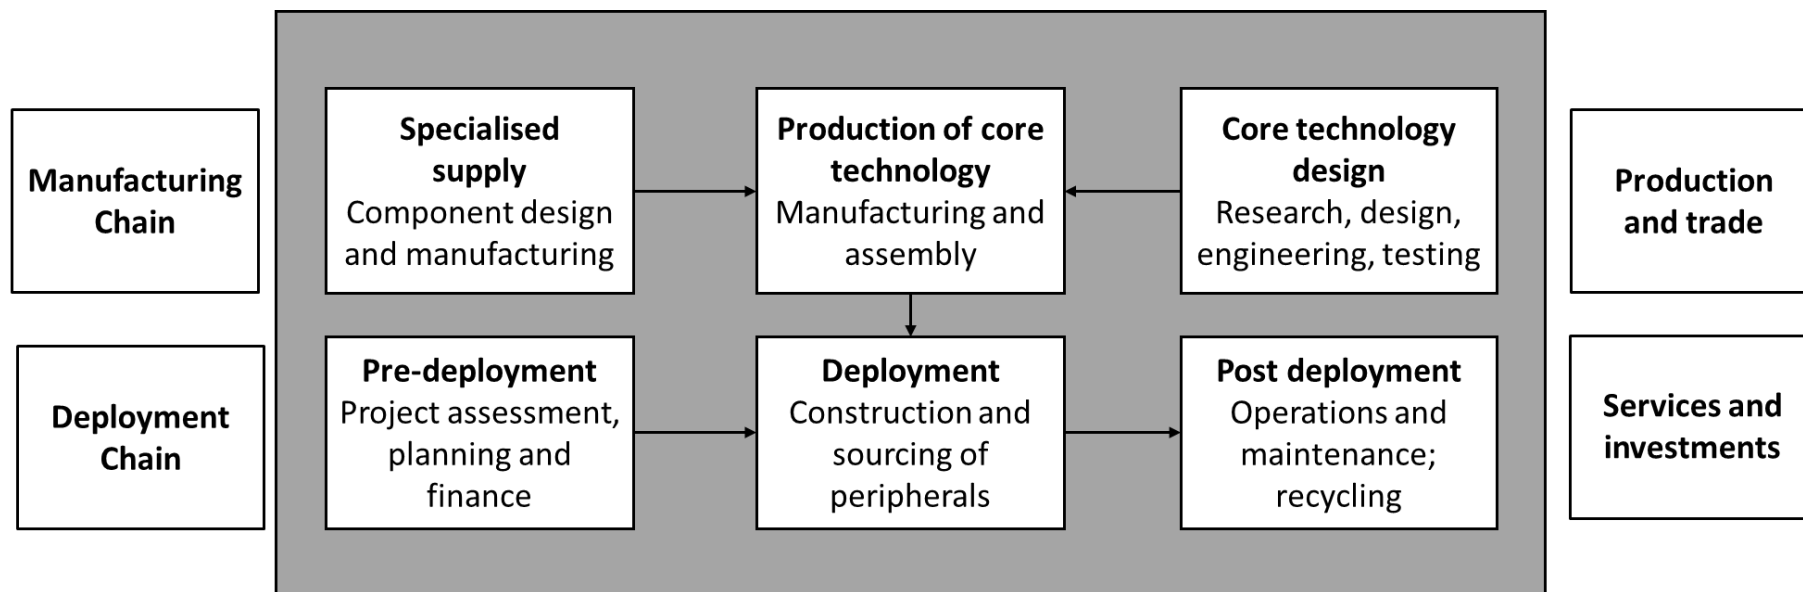 Manufacturing
Chain
Specialised
supply
Component design
and manufacturing
Production of core
technology
Manufacturing and
assembly
Core technology
design
Research, design,
engineering, testing
Production
and trade
Deployment
Chain
Pre-deployment
Project assessment,
planning and
finance
Deployment
Construction and
sourcing of
peripherals
Post deployment
Operations and
maintenance;
recycling
Services and
investments